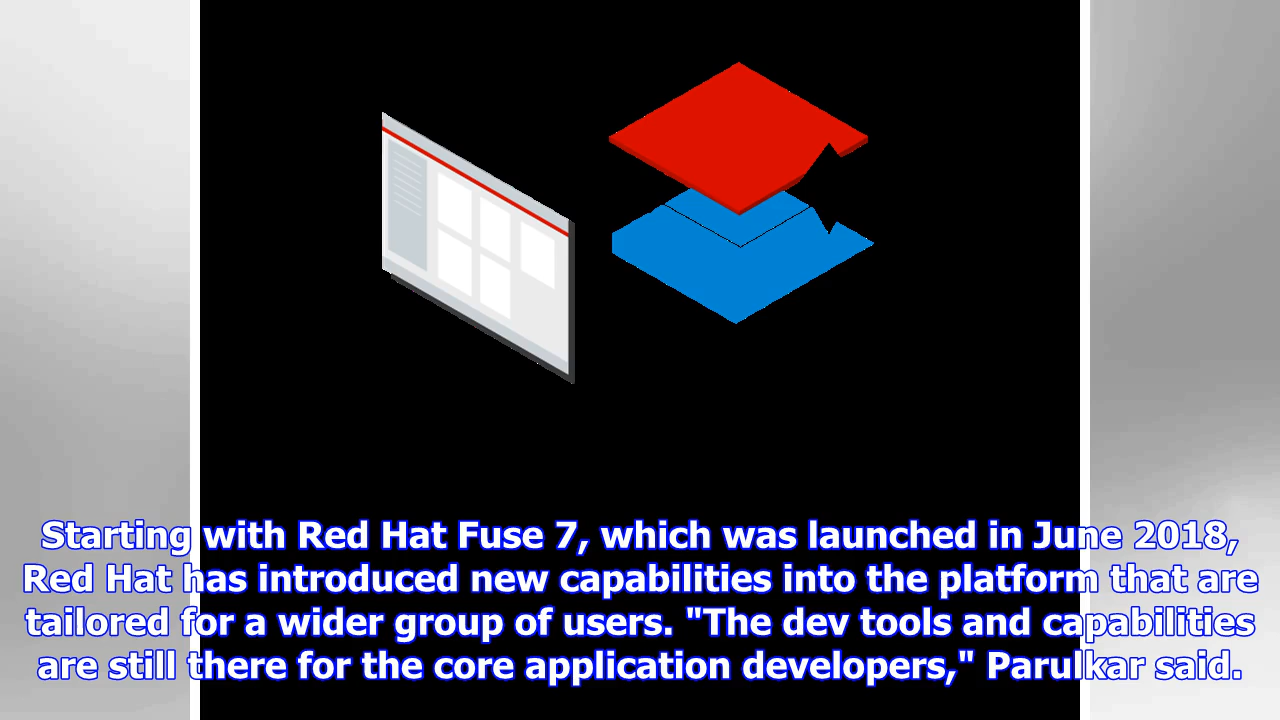 Starting with Red Hat Fuse 7, which was launched in June 2018,
Red Hat has introduced new capabilities into the platform that are
tailored for a wider group of users. "The dev tools and capabilities
are still there for the core application developers," Parulkar said.